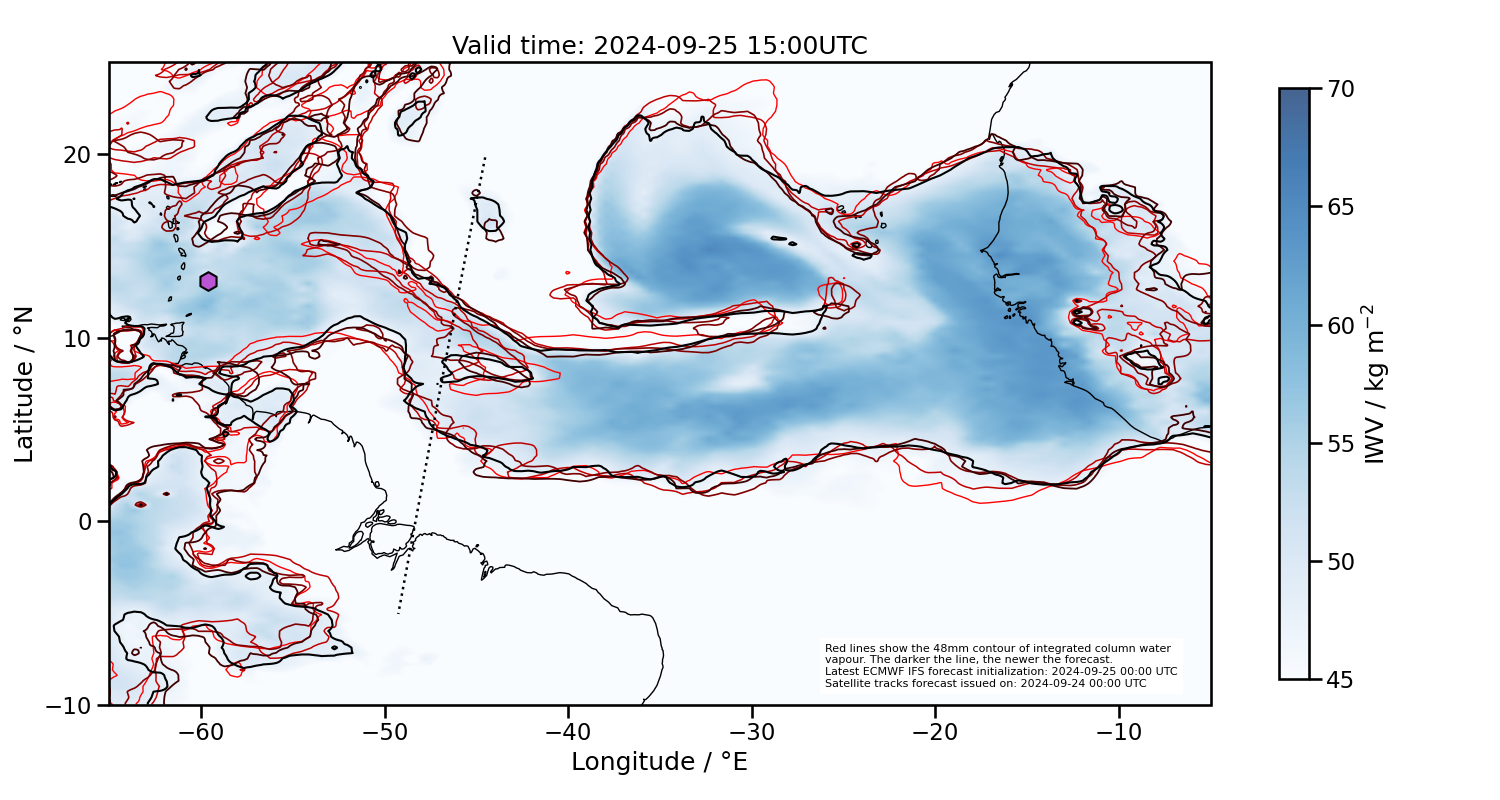 Valid time: 2024-09-25 15:00UTC
Latitude / °N
20
10
0
−10
−60
−50
−40
−30
−20
−10
Longitude / °E
Red lines show the 48mm contour of integrated column water
vapour. The darker the line, the newer the forecast.
Latest ECMWF IFS forecast initialization: 2024-09-25 00:00 UTC
Satellite tracks forecast issued on: 2024-09-24 00:00 UTC
70
65
60
55
50
45
IWV / kg m⁻²